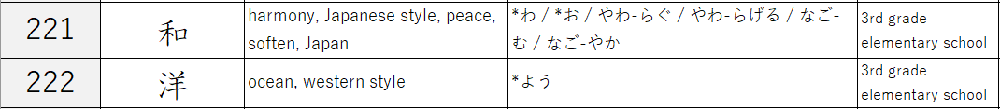 221 和 harmony, Japanese style, peace, soften, Japan *わ / *お / やわ-らぐ / やわ-らげる / なご-む / なご-やか 3rd grade elementary school
222 洋 ocean, western style *よう 3rd grade elementary school